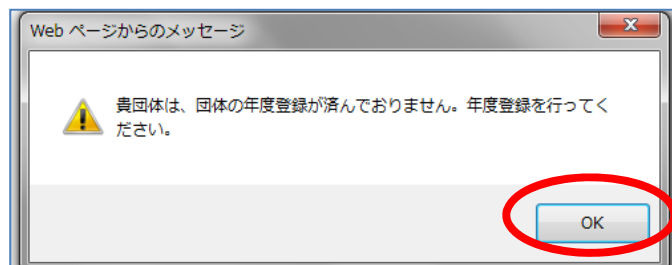 Web ページからのメッセージ
貴団体は、団体の年度登録が済んでおりません。年度登録を行ってく
ださい。
OK